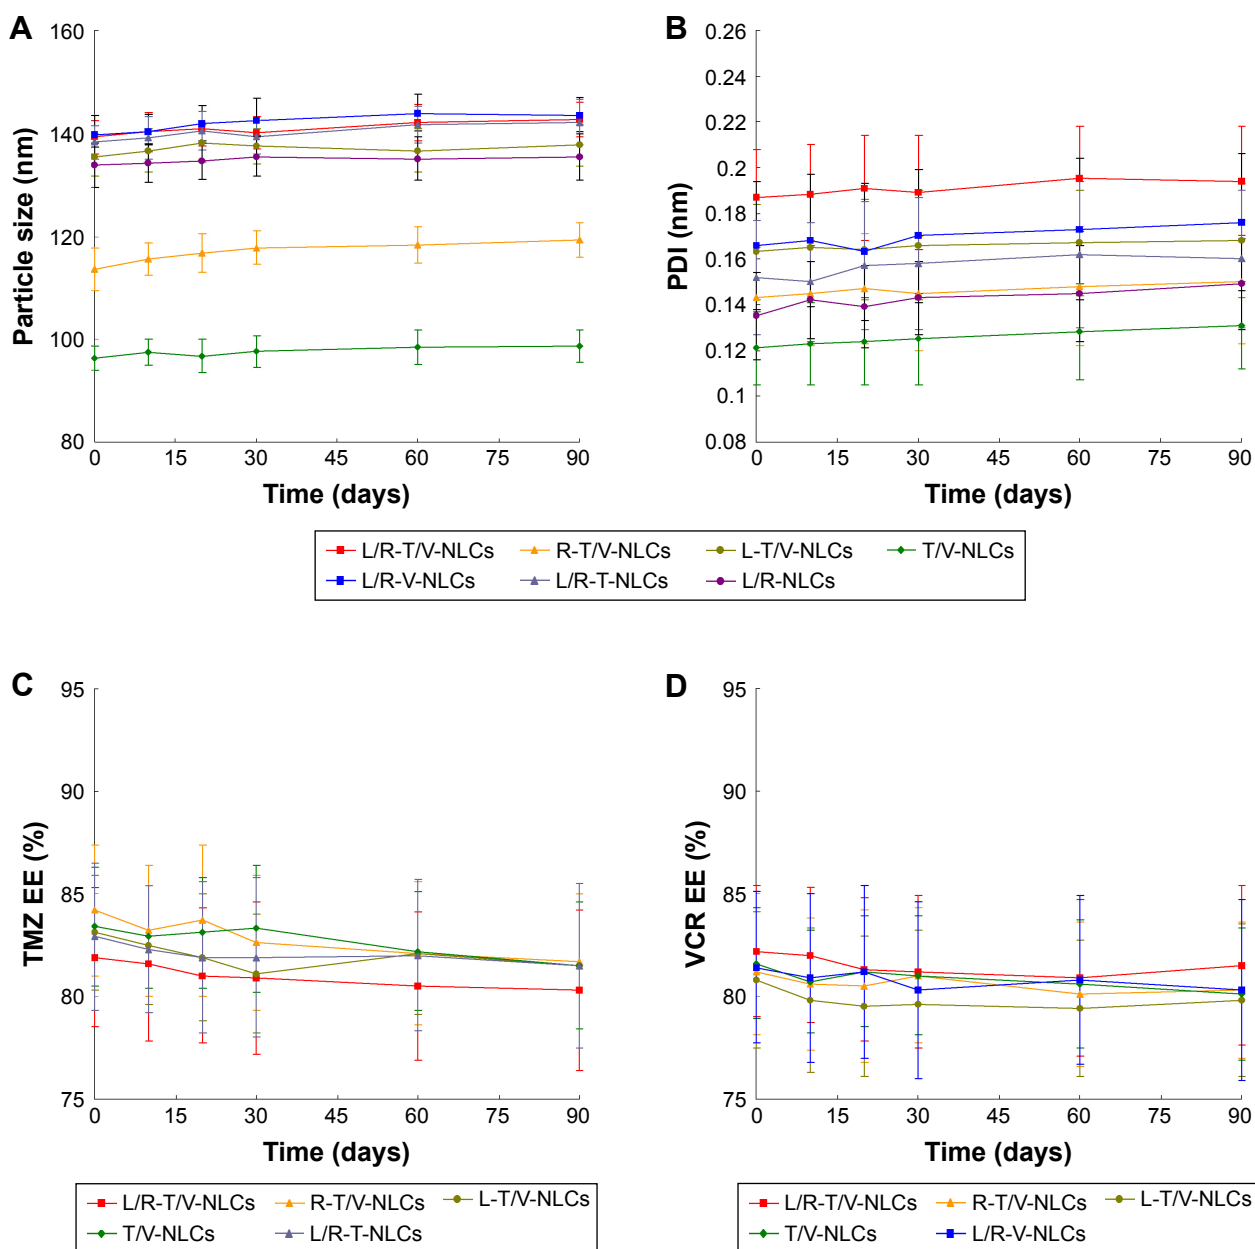 A
160
140
120
100
80
Particle size (nm)
0 15 30 45 60 75 90
Time (days)
B
0.26
0.24
0.22
0.2
0.18
0.16
0.14
0.12
0.1
0.08
PDI (nm)
0 15 30 45 60 75 90
Time (days)
L/R-T/V-NLCs R-T/V-NLCs L-T/V-NLCs T/V-NLCs
L/R-V-NLCs L/R-T-NLCs L/R-NLCs
C
95
90
85
80
75
TMZ EE (%)
0 15 30 45 60 75 90
Time (days)
L/R-T/V-NLCs R-T/V-NLCs L-T/V-NLCs
T/V-NLCs L/R-T-NLCs
D
95
90
85
80
75
VCR EE (%)
0 15 30 45 60 75 90
Time (days)
L/R-T/V-NLCs R-T/V-NLCs L-T/V-NLCs
T/V-NLCs L/R-V-NLCs